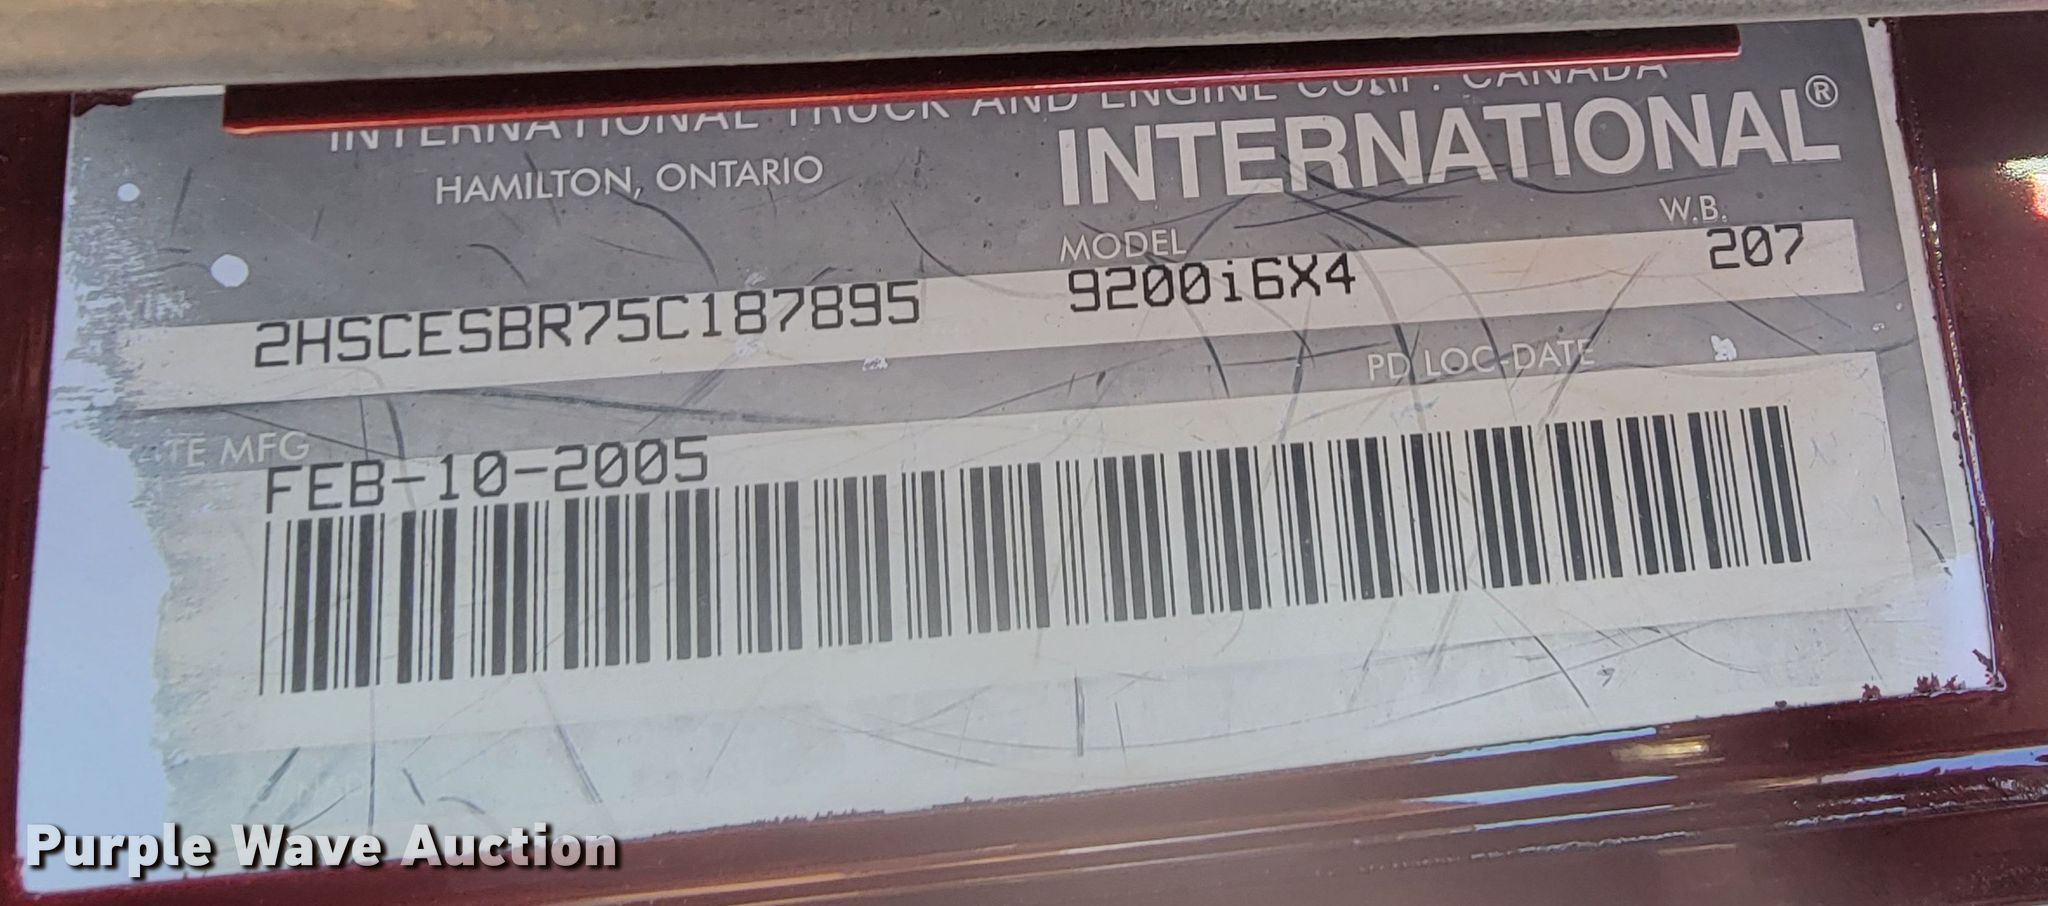 INTERNATIONAL TRUCK AND ENGINE CORP. CANADA
HAMILTON, ONTARIO
INTERNATIONAL®
VIN
MODEL
W.B.
2HSCESBR75C187895
9200i6X4
207
TE MFG
PD LOC-DATE
FEB-10-2005
Purple Wave Auction